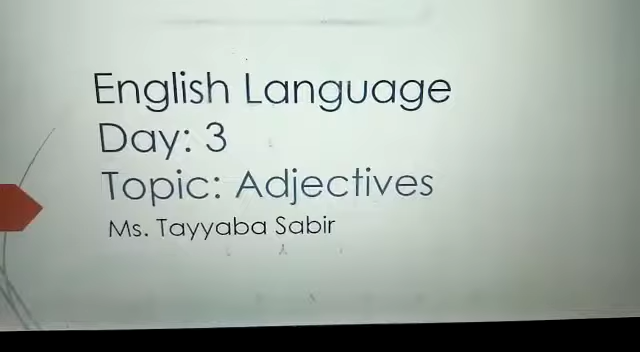 English Language
Day: 3
Topic: Adjectives
Ms. Tayyaba Sabir